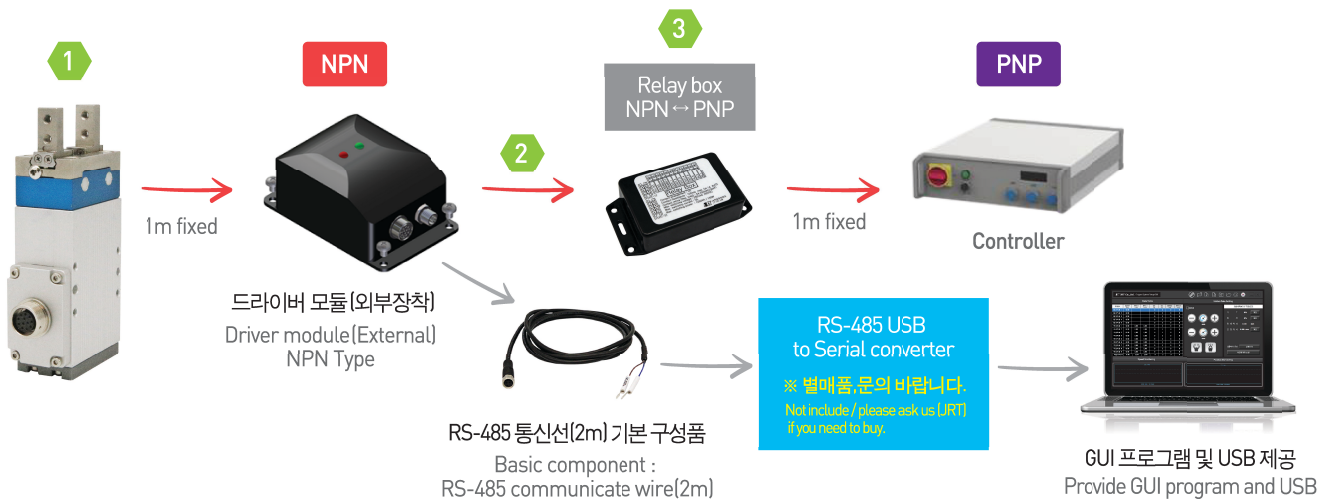 1
NPN
3
Relay box
NPN ↔ PNP
PNP
2
1m fixed
Relay Box
1m fixed
Controller
드라이버 모듈(외부장착)
Driver module(External)
NPN Type
RS-485 USB
to Serial converter
※ 별매품,문의 바랍니다.
Not include / please ask us (JRT)
if you need to buy.
RS-485 통신선(2m) 기본 구성품
Basic component :
RS-485 communicate wire(2m)
GUI 프로그램 및 USB 제공
Provide GUI program and USB